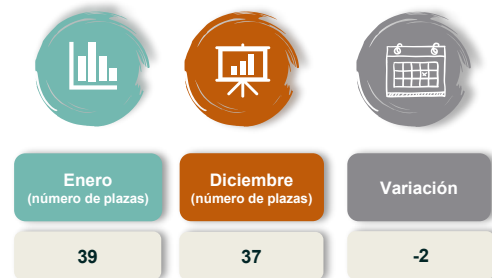 Enero
(número de plazas)
Diciembre
(número de plazas)
Variación
39
37
-2